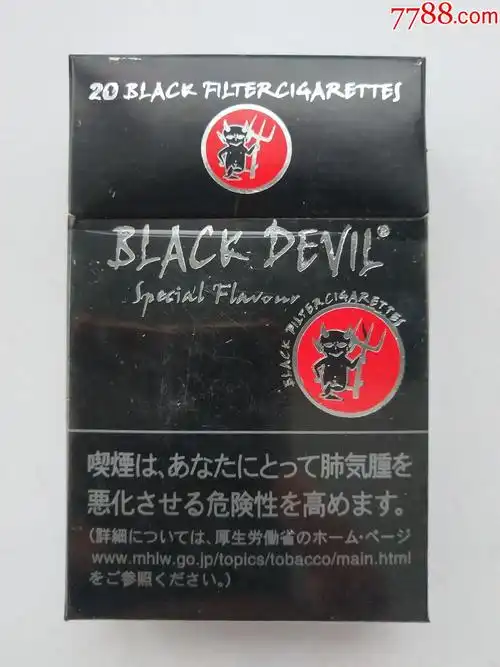 7788.com
20 BLACK FILTERCIGARETTES
BLACK DEVIL®
Special Flavour
BLACK FILTERCIGARETTES
喫煙は、あなたにとって肺気腫を
悪化させる危険性を高めます。
(詳細については、厚生労働省のホーム・ページ
www.mhlw.go.jp/topics/tobacco/main.html
をご参照ください。)